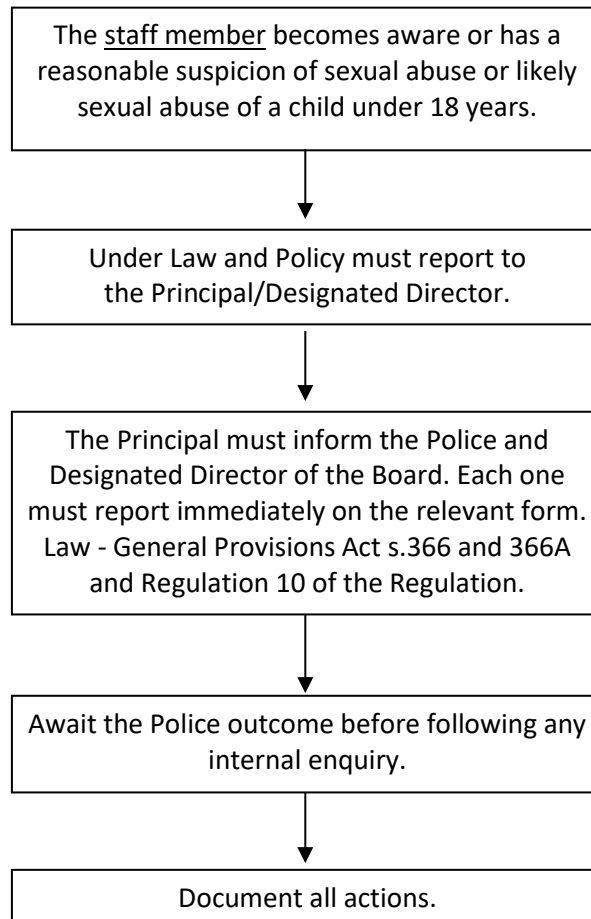 The staff member becomes aware or has a
reasonable suspicion of sexual abuse or likely
sexual abuse of a child under 18 years.
Under Law and Policy must report to
the Principal/Designated Director.
The Principal must inform the Police and
Designated Director of the Board. Each one
must report immediately on the relevant form.
Law - General Provisions Act s.366 and 366A
and Regulation 10 of the Regulation.
Await the Police outcome before following any
internal enquiry.
Document all actions.